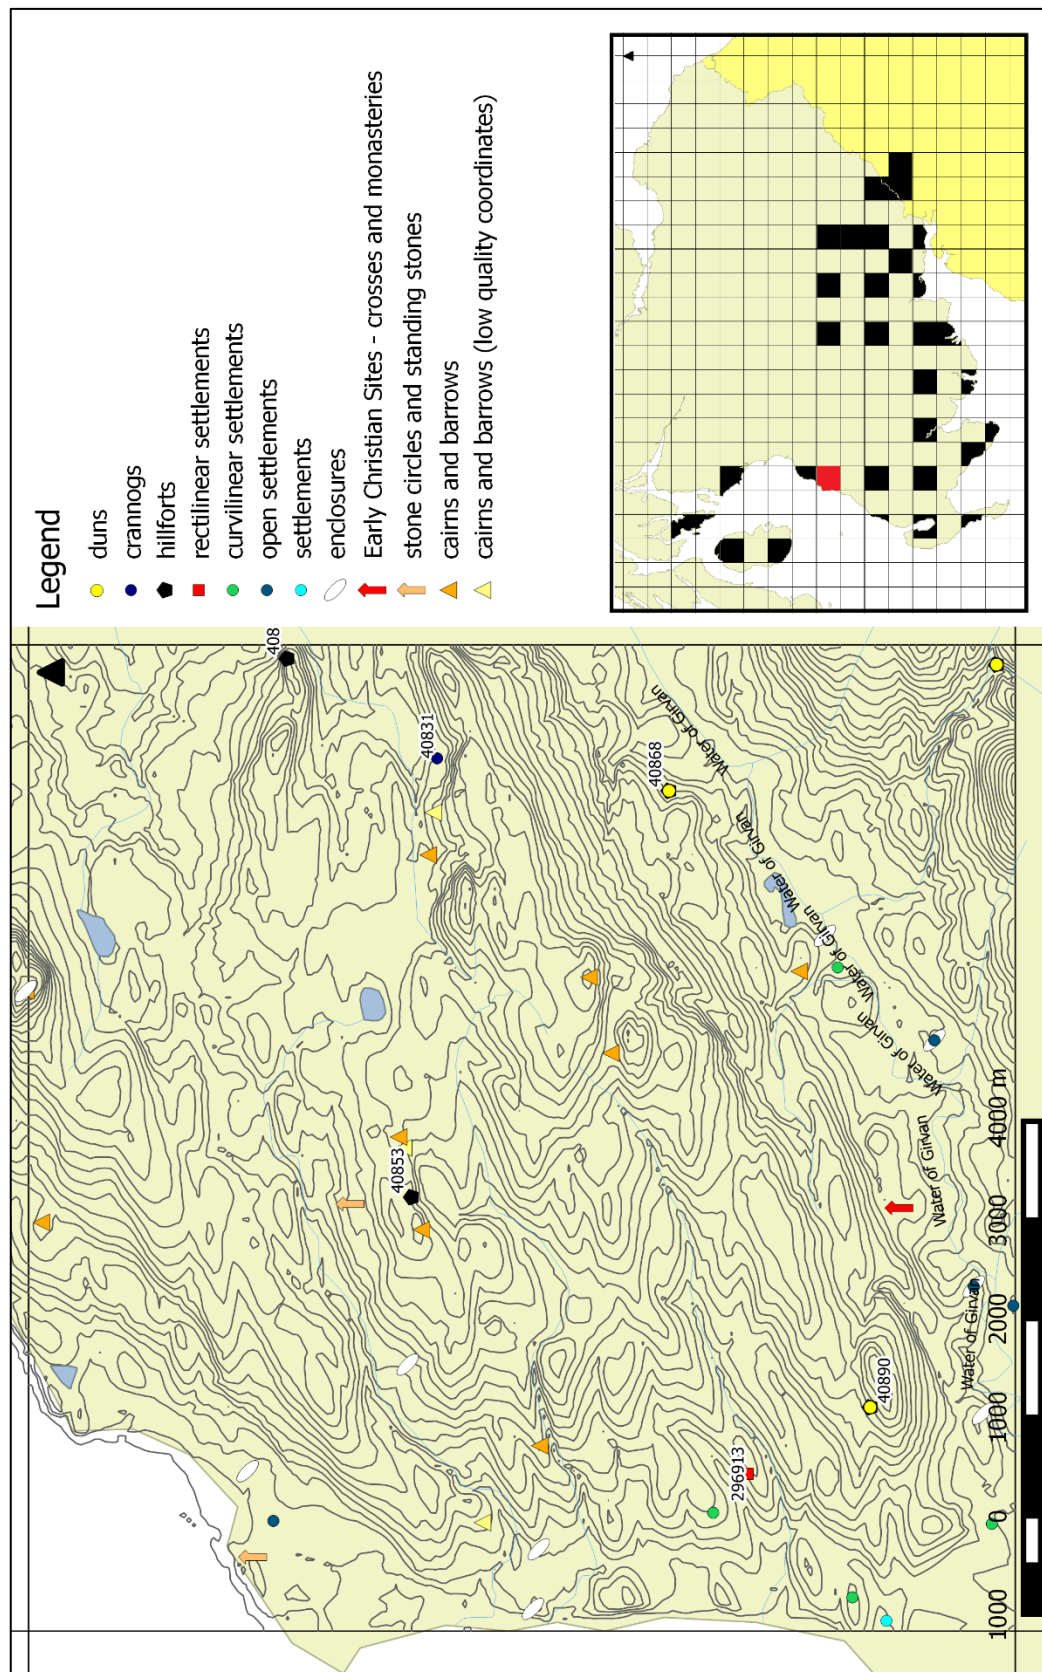 Legend
duns
crannogs
hillforts
rectilinear settlements
curvilinear settlements
open settlements
settlements
enclosures
Early Christian Sites - crosses and monasteries
stone circles and standing stones
cairns and barrows
cairns and barrows (low quality coordinates)
408
40831
40853
40868
40890
296913
Water of Girvan
Water of Girvan
Water of Girvan
Water of Girvan
Water of Girvan
Water of Girvan
Water of Girvan
1000
0
1000
2000
3000
4000 m